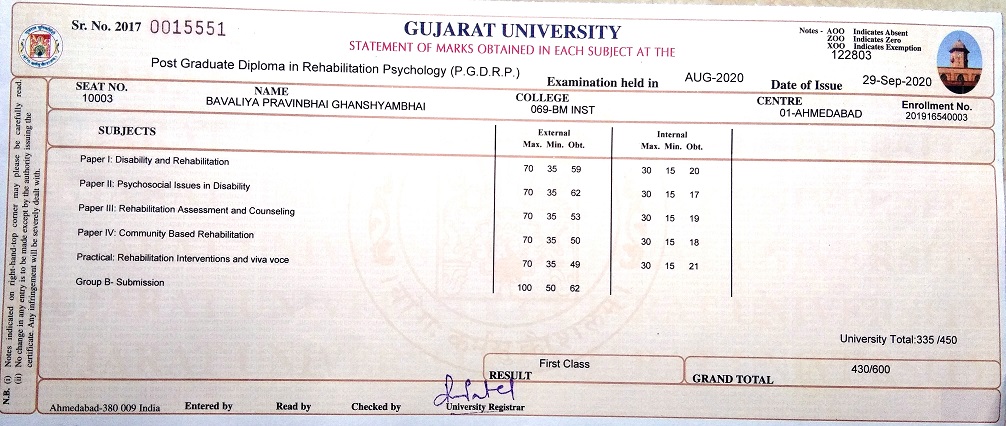 Sr. No. 2017 0015551
GUJARAT UNIVERSITY
STATEMENT OF MARKS OBTAINED IN EACH SUBJECT AT THE
Notes - AOO Indicates Absent
ZOO Indicates Zero
XOO Indicates Exemption
122803
Post Graduate Diploma in Rehabilitation Psychology (P.G.D.R.P.) Examination held in AUG-2020 Date of Issue 29-Sep-2020
SEAT NO. NAME COLLEGE CENTRE Enrollment No.
10003 BAVALIYA PRAVINBHAI GHANSHYAMBHAI 069-BM INST 01-AHMEDABAD 201916540003
SUBJECTS External Internal
Max. Min. Obt. Max. Min. Obt.
Paper I: Disability and Rehabilitation 70 35 59 30 15 20
Paper II: Psychosocial Issues in Disability 70 35 62 30 15 17
Paper III: Rehabilitation Assessment and Counseling 70 35 53 30 15 19
Paper IV: Community Based Rehabilitation 70 35 50 30 15 18
Practical: Rehabilitation Interventions and viva voce 70 35 49 30 15 21
Group B- Submission 100 50 62
University Total:335 /450
First Class
RESULT
GRAND TOTAL 430/600
Ahmedabad-380 009 India Entered by Read by Checked by University Registrar
N.B. (i) Notes indicated on right-hand-top corner may please be carefully read.
(ii) No change in any entry is to be made except by the authority issuing the
certificate. Any infringement will be severely dealt with.